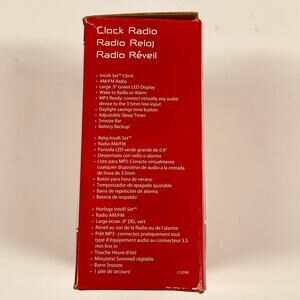 Clock Radio
Radio Reloj
Radio Réveil
• Intelli Set™ Clock
• AM/FM Radio
• Large .9" Green LED Display
• Wake to Radio or Alarm
• MP3 Ready: connect virtually any audio
device to the 3.5mm line input
• Daylight savings time button
• Adjustable Sleep Timer
• Snooze Bar
• Battery Backup¹
• Reloj Intelli Set™
• Radio AM/FM
• Pantalla LED verde grande de 0.9"
• Despertador con radio o alarma
• Listo para MP3: Conecte virtualmente
cualquier dispositivo de audio a la entrada
de línea de 3.5mm
• Botón para hora de verano
• Temporizador de apagado ajustable
• Barra de repetición de alarma
• Batería de respaldo¹
• Horloge Intelli Set™
• Radio AM/FM
• Large écran .9" DEL vert
• Réveil au son de la Radio ou de l'alarme
• Prêt MP3 : connectez pratiquement tout
type d'équipement audio au connecteur 3.5
mm line in
• Touche Heure d'été
• Minuterie Sommeil réglable
• Barre Snooze
• 1 pile de secours¹